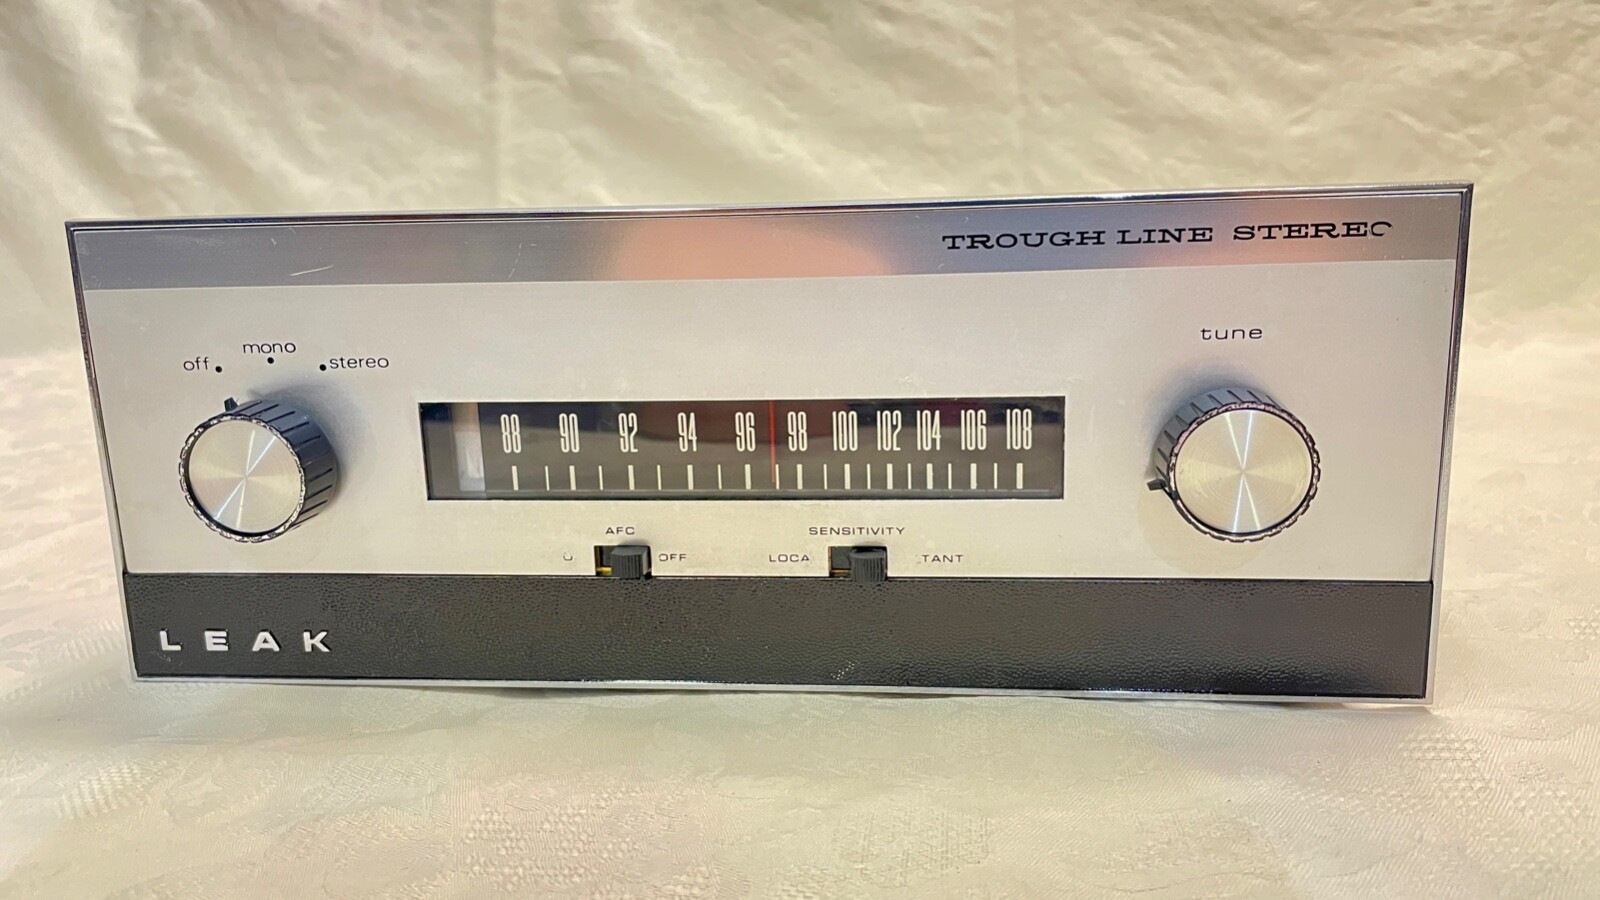 TROUGH LINE STEREO
tune
off mono stereo
88 90 92 94 96 98 100 102 104 106 108
AFC
OFF
SENSITIVITY
LOCA TANT
LEAK